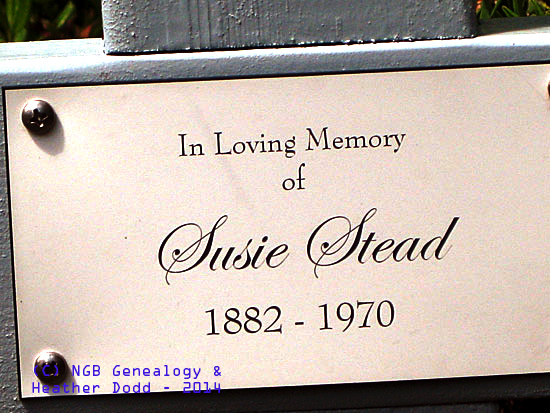 In Loving Memory
of
Susie Stead
1882 - 1970
(C) NGB Genealogy &
Heather Dodd - 2014